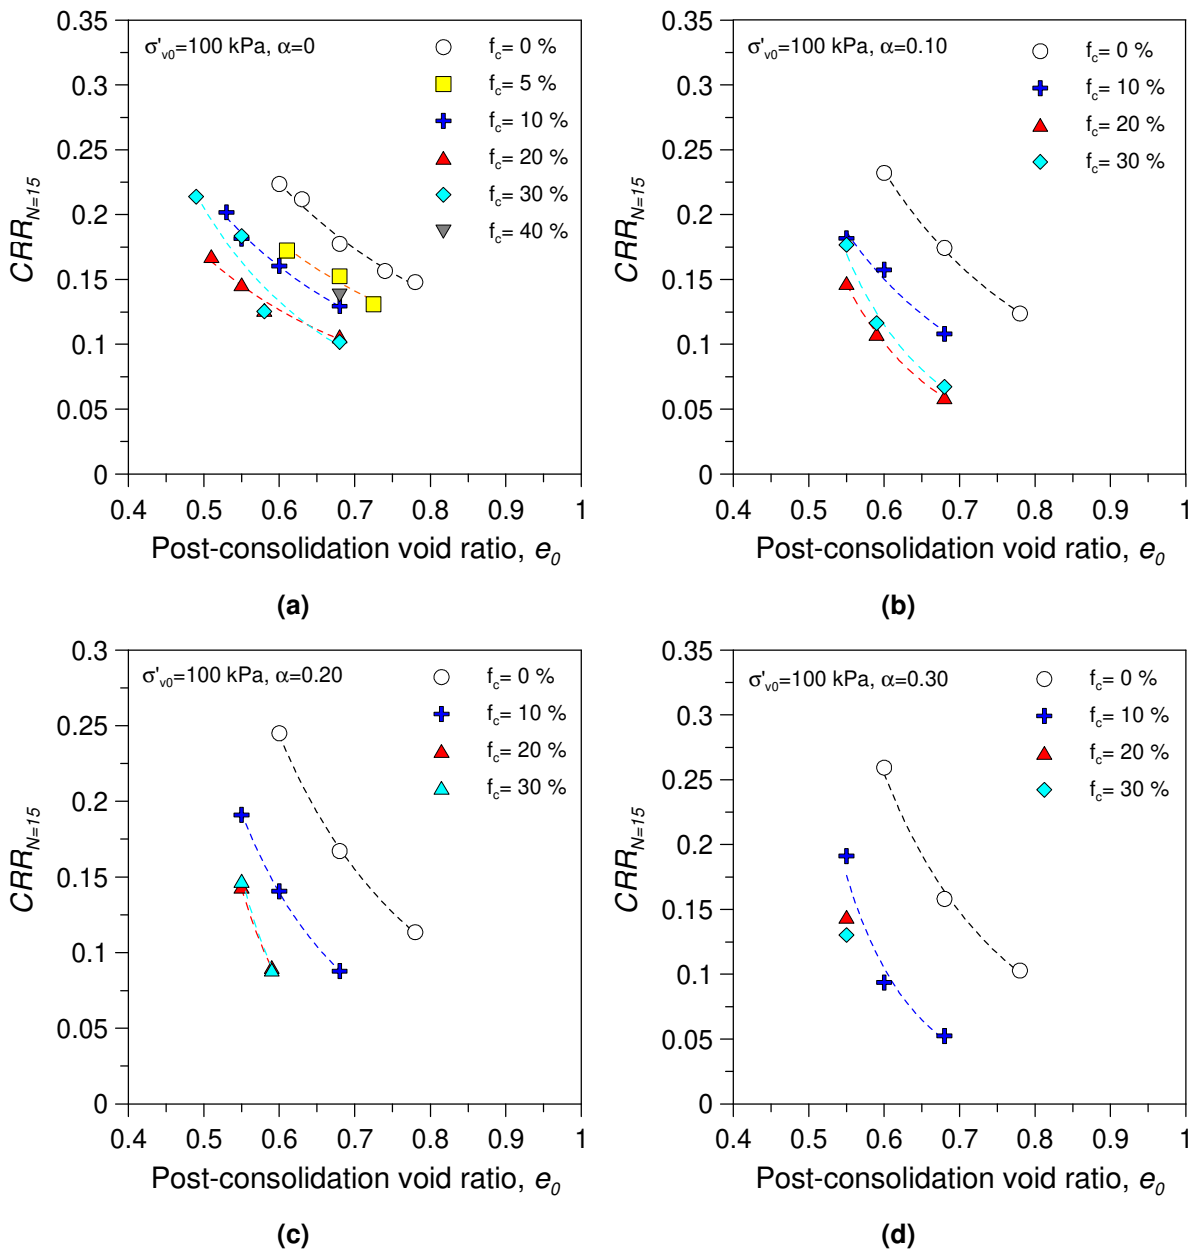 0.35
0.3
0.25
0.2
0.15
0.1
0.05
0
CRR_N=15
σ'v0=100 kPa, α=0
fc= 0 %
fc= 5 %
fc= 10 %
fc= 20 %
fc= 30 %
fc= 40 %
0.4 0.5 0.6 0.7 0.8 0.9 1
Post-consolidation void ratio, e0
(a)
0.35
0.3
0.25
0.2
0.15
0.1
0.05
0
CRR_N=15
σ'v0=100 kPa, α=0.10
fc= 0 %
fc= 10 %
fc= 20 %
fc= 30 %
0.4 0.5 0.6 0.7 0.8 0.9 1
Post-consolidation void ratio, e0
(b)
0.3
0.25
0.2
0.15
0.1
0.05
0
CRR_N=15
σ'v0=100 kPa, α=0.20
fc= 0 %
fc= 10 %
fc= 20 %
fc= 30 %
0.4 0.5 0.6 0.7 0.8 0.9 1
Post-consolidation void ratio, e0
(c)
0.35
0.3
0.25
0.2
0.15
0.1
0.05
0
CRR_N=15
σ'v0=100 kPa, α=0.30
fc= 0 %
fc= 10 %
fc= 20 %
fc= 30 %
0.4 0.5 0.6 0.7 0.8 0.9 1
Post-consolidation void ratio, e0
(d)